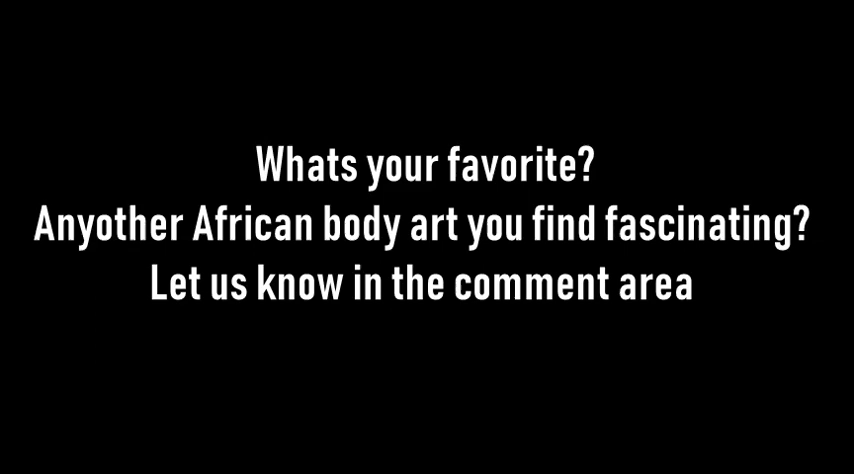 Whats your favorite?
Anyother African body art you find fascinating?
Let us know in the comment area